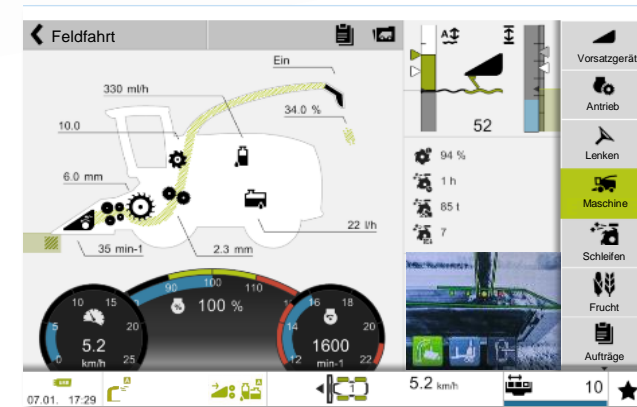 Feldfahrt
Ein
330 ml/h
34.0 %
10.0
6.0 mm
22 l/h
35 min-1
2.3 mm
90 100 110
100 %
5 10 15 20 25 0
5.2
km/h
12 14 16 18 20 22
1600
min-1
A
52
94 %
1 h
85 t
7
Vorsatzgerät
Antrieb
Lenken
Maschine
Schleifen
Frucht
Aufträge
07.01. 17:29
1
5.2 km/h
10